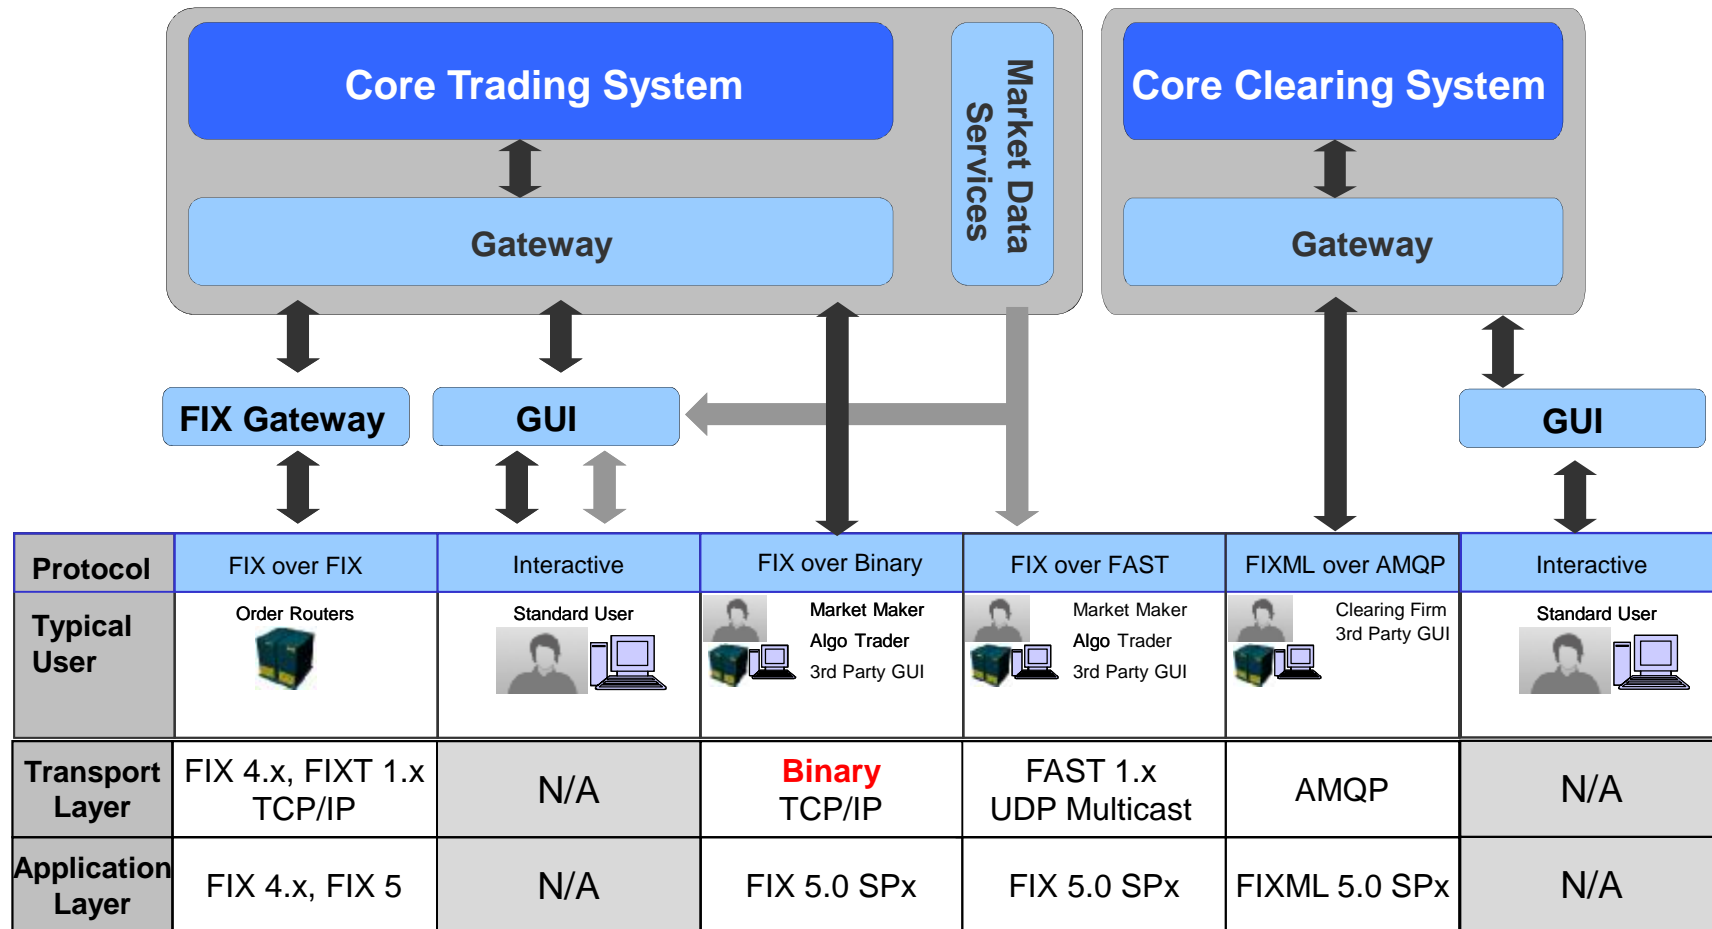 Core Trading System
Market Data
Services
Core Clearing System
Gateway
Gateway
FIX Gateway
GUI
GUI
Protocol
FIX over FIX
Interactive
FIX over Binary
FIX over FAST
FIXML over AMQP
Interactive
Typical
User
Order Routers
Standard User
Market Maker
Algo Trader
3rd Party GUI
Market Maker
Algo Trader
3rd Party GUI
Clearing Firm
3rd Party GUI
Standard User
Transport
Layer
FIX 4.x, FIXT 1.x
TCP/IP
N/A
Binary
TCP/IP
FAST 1.x
UDP Multicast
AMQP
N/A
Application
Layer
FIX 4.x, FIX 5
N/A
FIX 5.0 SPx
FIX 5.0 SPx
FIXML 5.0 SPx
N/A